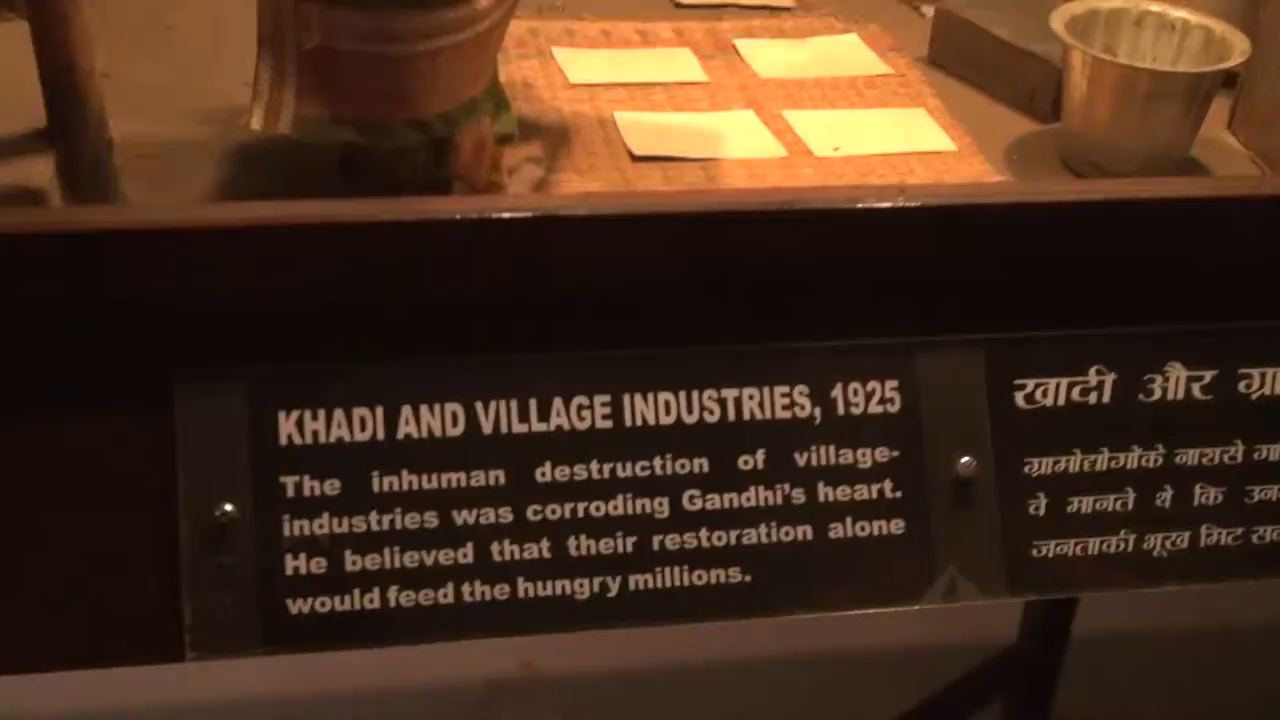 KHADI AND VILLAGE INDUSTRIES, 1925
The inhuman destruction of village-
industries was corroding Gandhi's heart.
He believed that their restoration alone
would feed the hungry millions.
खादी और ग्रा
ग्रामोद्योगोंके नाशसे गा
वे मानते थे कि उन
जनताकी भूख मिट सक